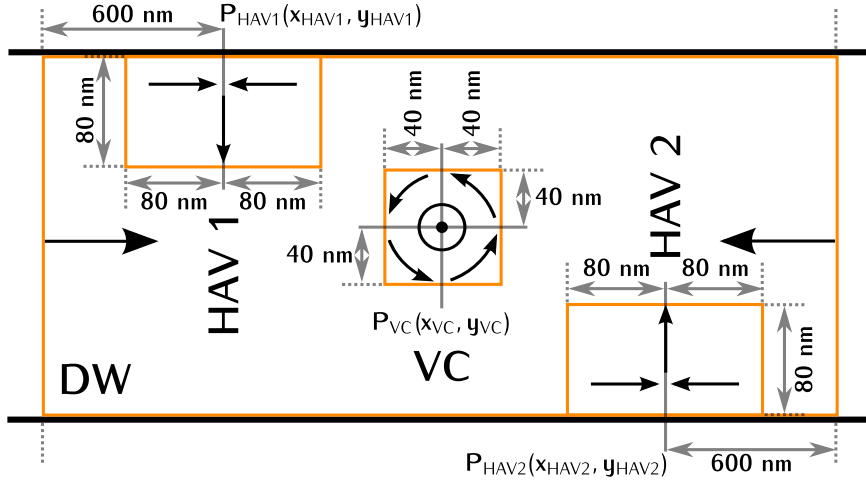 600 nm
P_HAV1(x_HAV1, y_HAV1)
80 nm
80 nm
80 nm
HAV 1
40 nm
40 nm
40 nm
40 nm
P_VC(x_VC, y_VC)
VC
DW
HAV 2
80 nm
80 nm
80 nm
P_HAV2(x_HAV2, y_HAV2)
600 nm